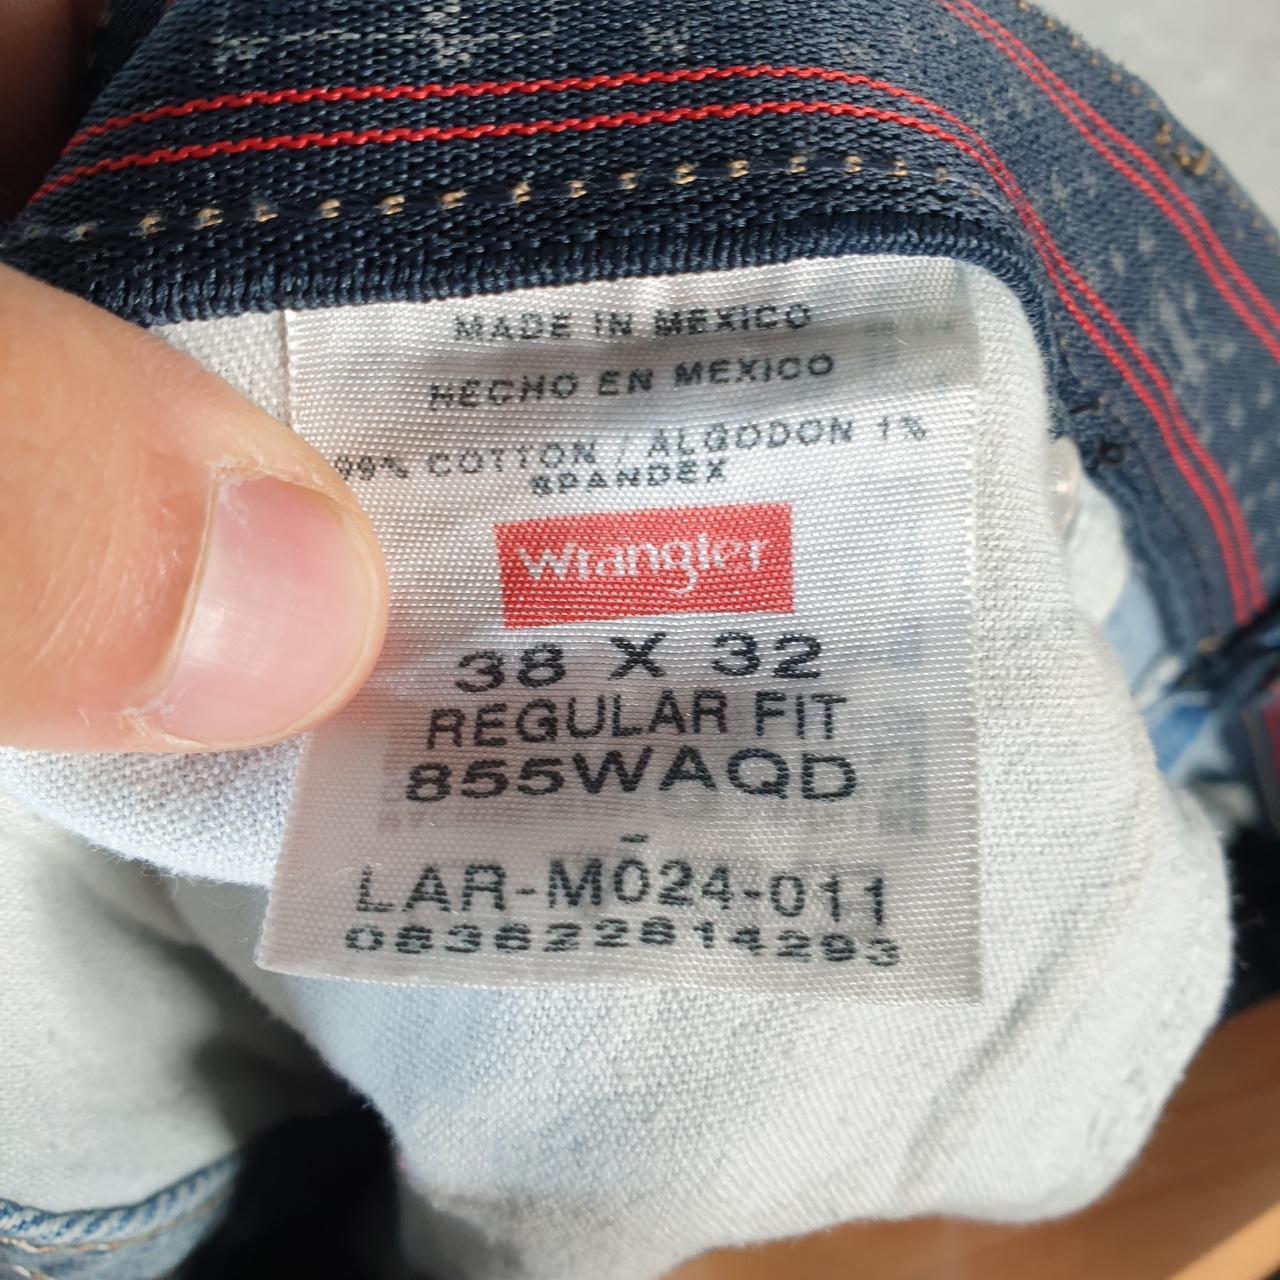 MADE IN MEXICO
HECHO EN MEXICO
99% COTTON / ALGODON 1%
SPANDEX
Wrangler
38 X 32
REGULAR FIT
855WAQD
LAR-M024-011